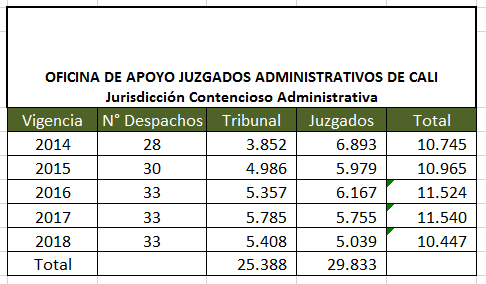 OFICINA DE APOYO JUZGADOS ADMINISTRATIVOS DE CALI
Jurisdicción Contencioso Administrativa
Vigencia N° Despachos Tribunal Juzgados Total
2014 28 3.852 6.893 10.745
2015 30 4.986 5.979 10.965
2016 33 5.357 6.167 11.524
2017 33 5.785 5.755 11.540
2018 33 5.408 5.039 10.447
Total 25.388 29.833